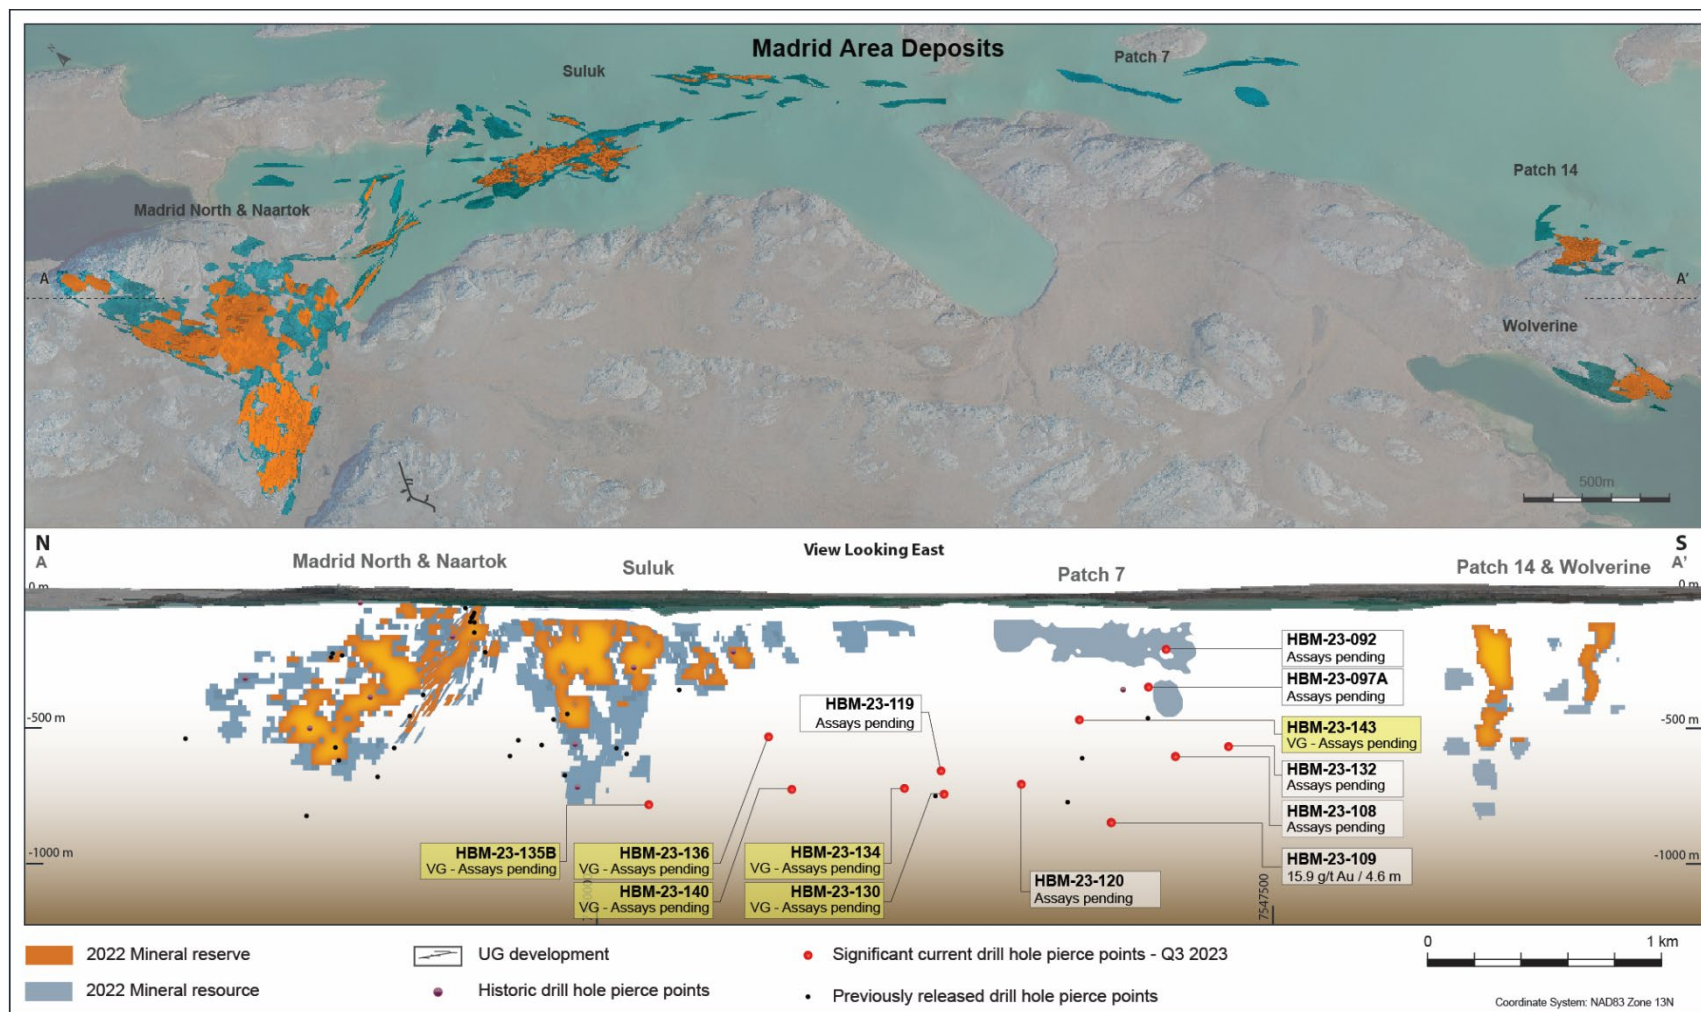 Madrid Area Deposits
Suluk
Patch 7
Patch 14
Madrid North & Naartok
A
A'
Wolverine
500m
N
A
View Looking East
S
A'
Madrid North & Naartok
Suluk
Patch 7
Patch 14 & Wolverine
0 m
0 m
HBM-23-092
Assays pending
HBM-23-097A
Assays pending
HBM-23-119
Assays pending
-500 m
-500 m
HBM-23-143
VG - Assays pending
HBM-23-132
Assays pending
HBM-23-108
Assays pending
-1000 m
-1000 m
HBM-23-135B
VG - Assays pending
HBM-23-136
VG - Assays pending
HBM-23-134
VG - Assays pending
HBM-23-109
15.9 g/t Au / 4.6 m
HBM-23-140
VG - Assays pending
HBM-23-130
VG - Assays pending
HBM-23-120
Assays pending
7547500
2022 Mineral reserve
UG development
Significant current drill hole pierce points - Q3 2023
0
1 km
2022 Mineral resource
Historic drill hole pierce points
Previously released drill hole pierce points
Coordinate System: NAD83 Zone 13N